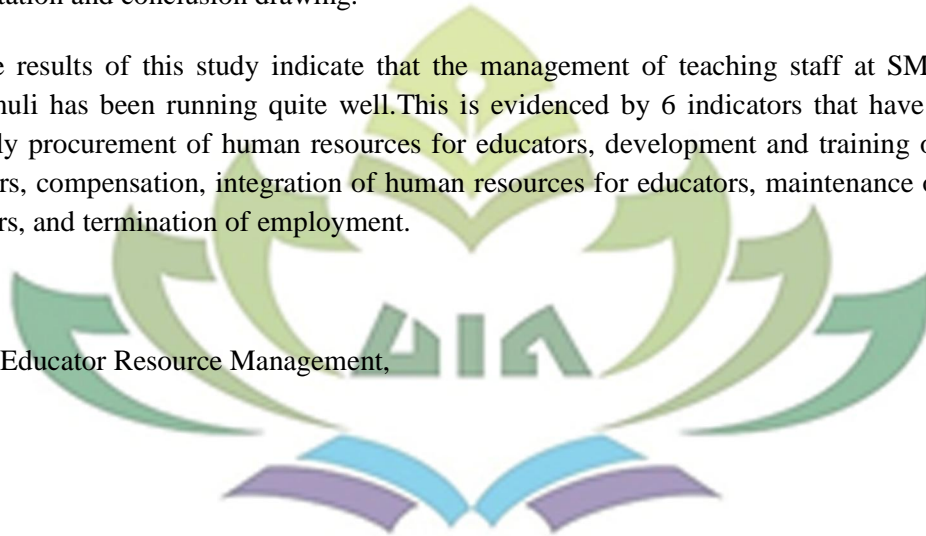 tation and conclusion drawing.
e results of this study indicate that the management of teaching staff at SM
nuli has been running quite well.This is evidenced by 6 indicators that have
ly procurement of human resources for educators, development and training o
rs, compensation, integration of human resources for educators, maintenance o
rs, and termination of employment.
UIN
Educator Resource Management,